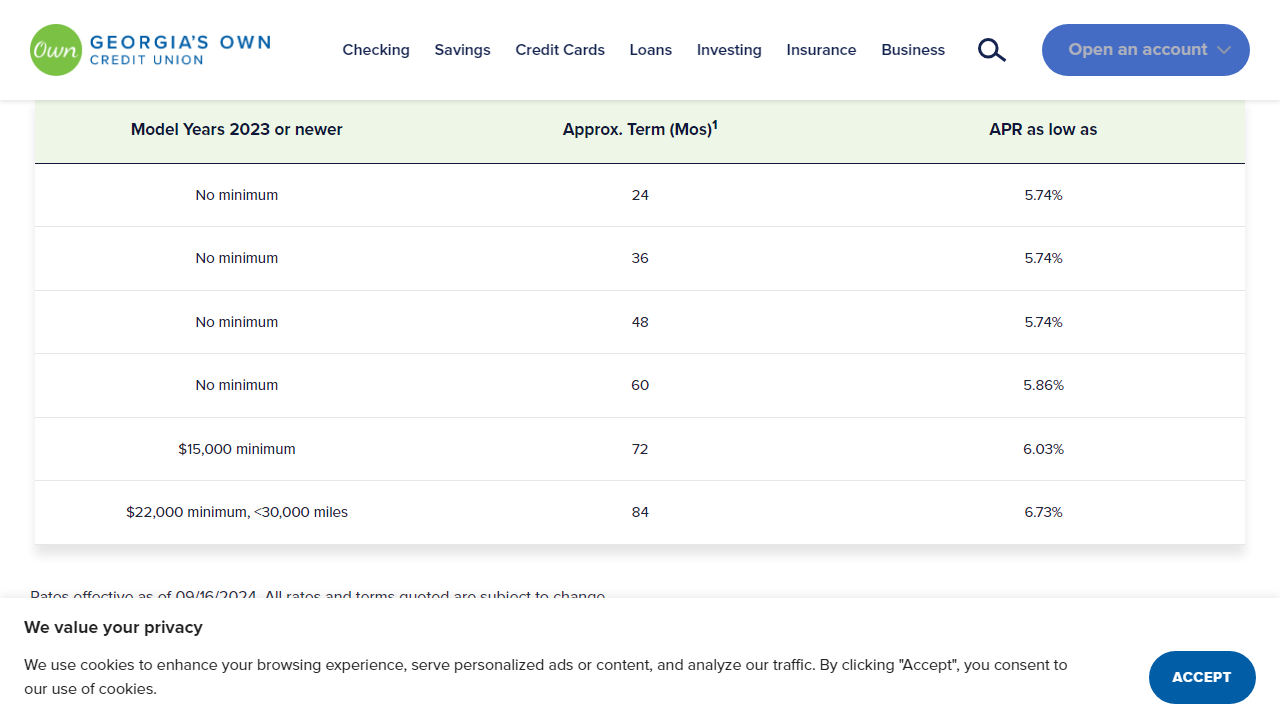 Own
GEORGIA'S OWN
CREDIT UNION
Checking
Savings
Credit Cards
Loans
Investing
Insurance
Business
Open an account
Model Years 2023 or newer Approx. Term (Mos)¹ APR as low as
No minimum 24 5.74%
No minimum 36 5.74%
No minimum 48 5.74%
No minimum 60 5.86%
$15,000 minimum 72 6.03%
$22,000 minimum, <30,000 miles 84 6.73%
Rates effective as of 09/16/2024. All rates and terms quoted are subject to change.
We value your privacy
We use cookies to enhance your browsing experience, serve personalized ads or content, and analyze our traffic. By clicking "Accept", you consent to
our use of cookies.
ACCEPT